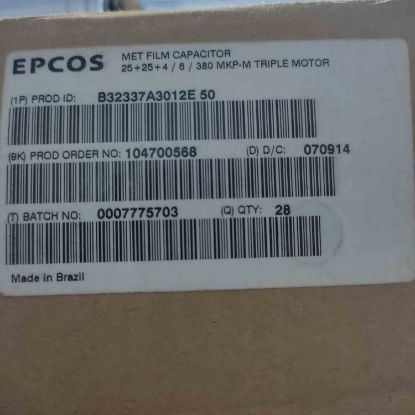 EPCOS
MET FILM CAPACITOR
25+25+4 / 6 / 380 MKP-M TRIPLE MOTOR
(1P) PROD ID: B32337A3012E 50
(9K) PROD ORDER NO: 104700568 (D) D/C: 070914
(T) BATCH NO: 0007775703 (Q) QTY: 28
Made in Brazil